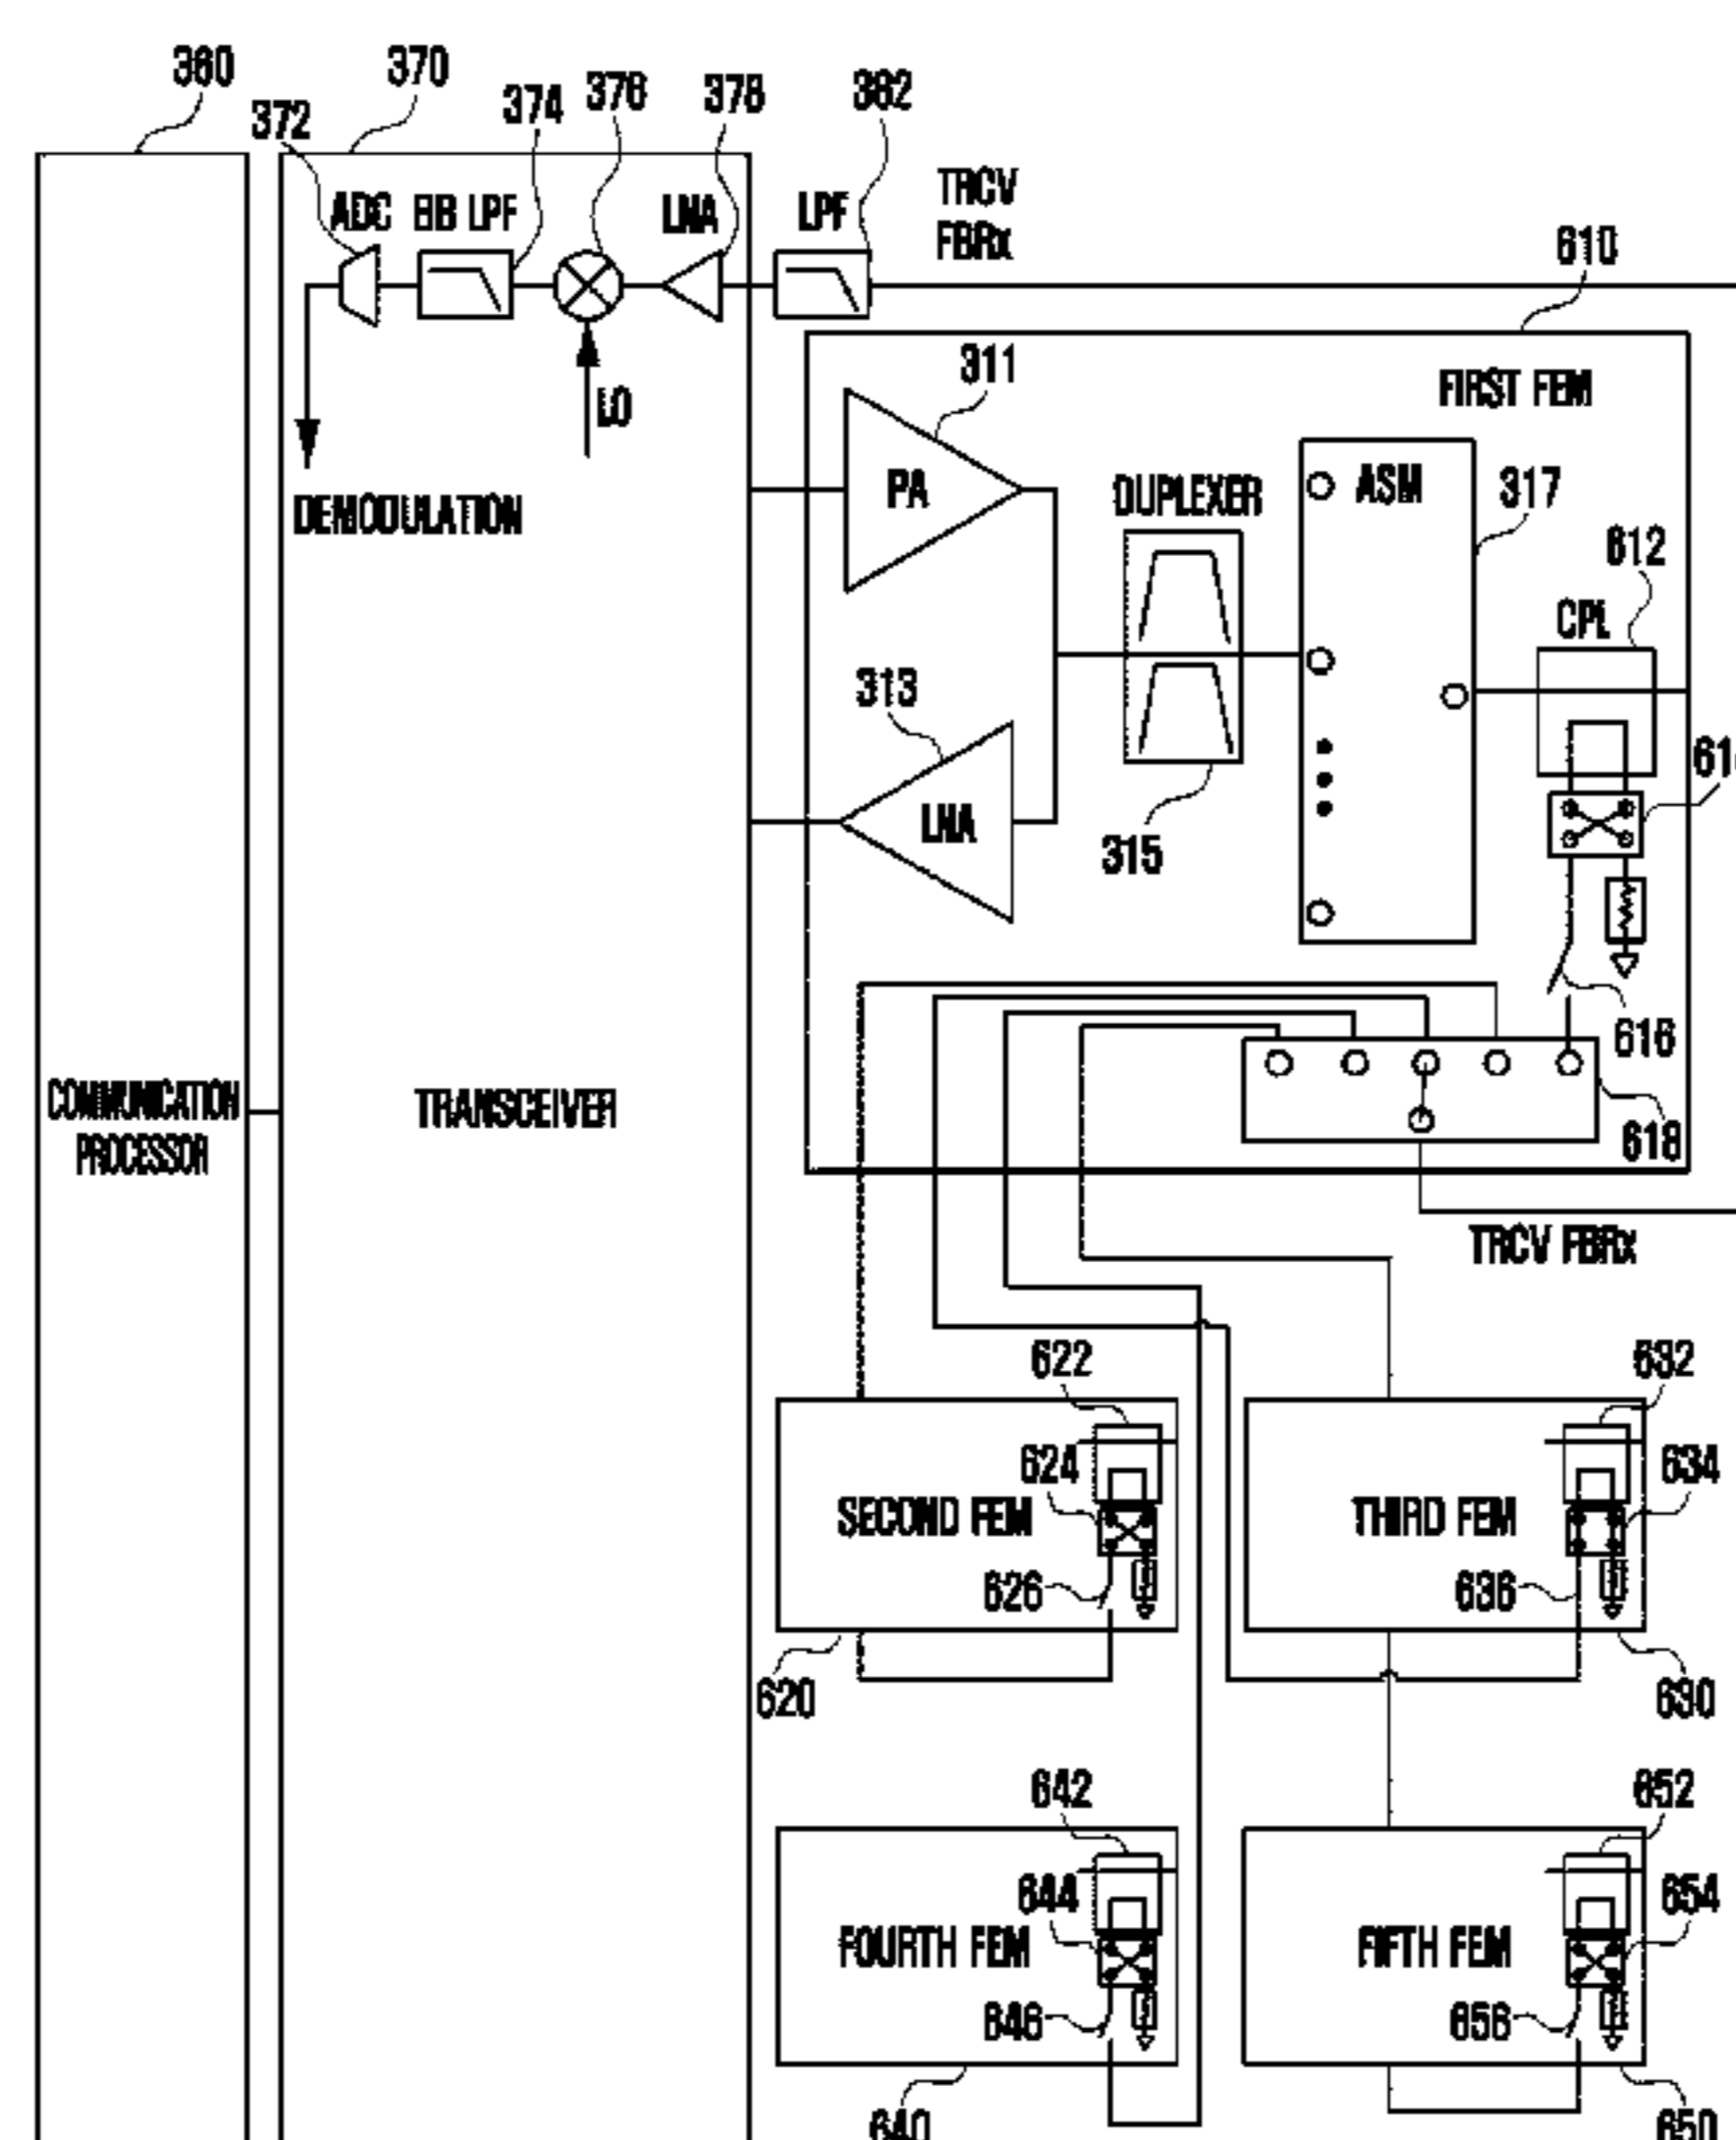 360
370
372
374
376
378
382
ADC
BB LPF
LNA
LPF
TRCV
FBRx
610
LO
DEMODULATION
311
FIRST FEM
PA
DUPLEXER
ASM
317
612
CPL
313
LNA
315
616
618
COMMUNICATION
PROCESSOR
TRANSCEIVER
TRCV FBRx
622
632
624
634
SECOND FEM
THIRD FEM
626
636
620
630
642
652
644
654
FOURTH FEM
FIFTH FEM
646
656
640
650